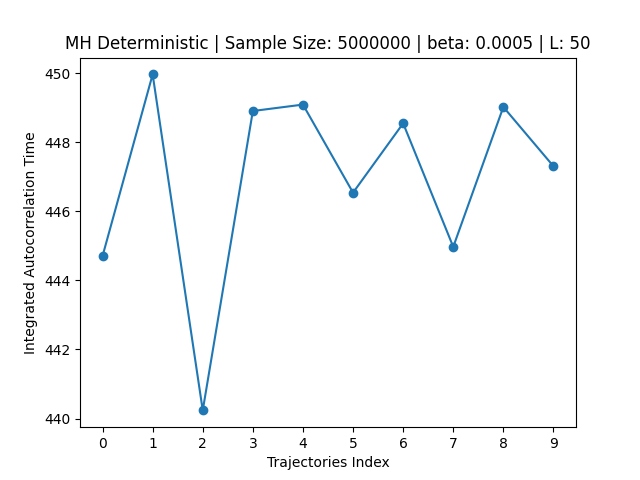 MH Deterministic | Sample Size: 5000000 | beta: 0.0005 | L: 50
Integrated Autocorrelation Time
450
448
446
444
442
440
0 1 2 3 4 5 6 7 8 9
Trajectories Index